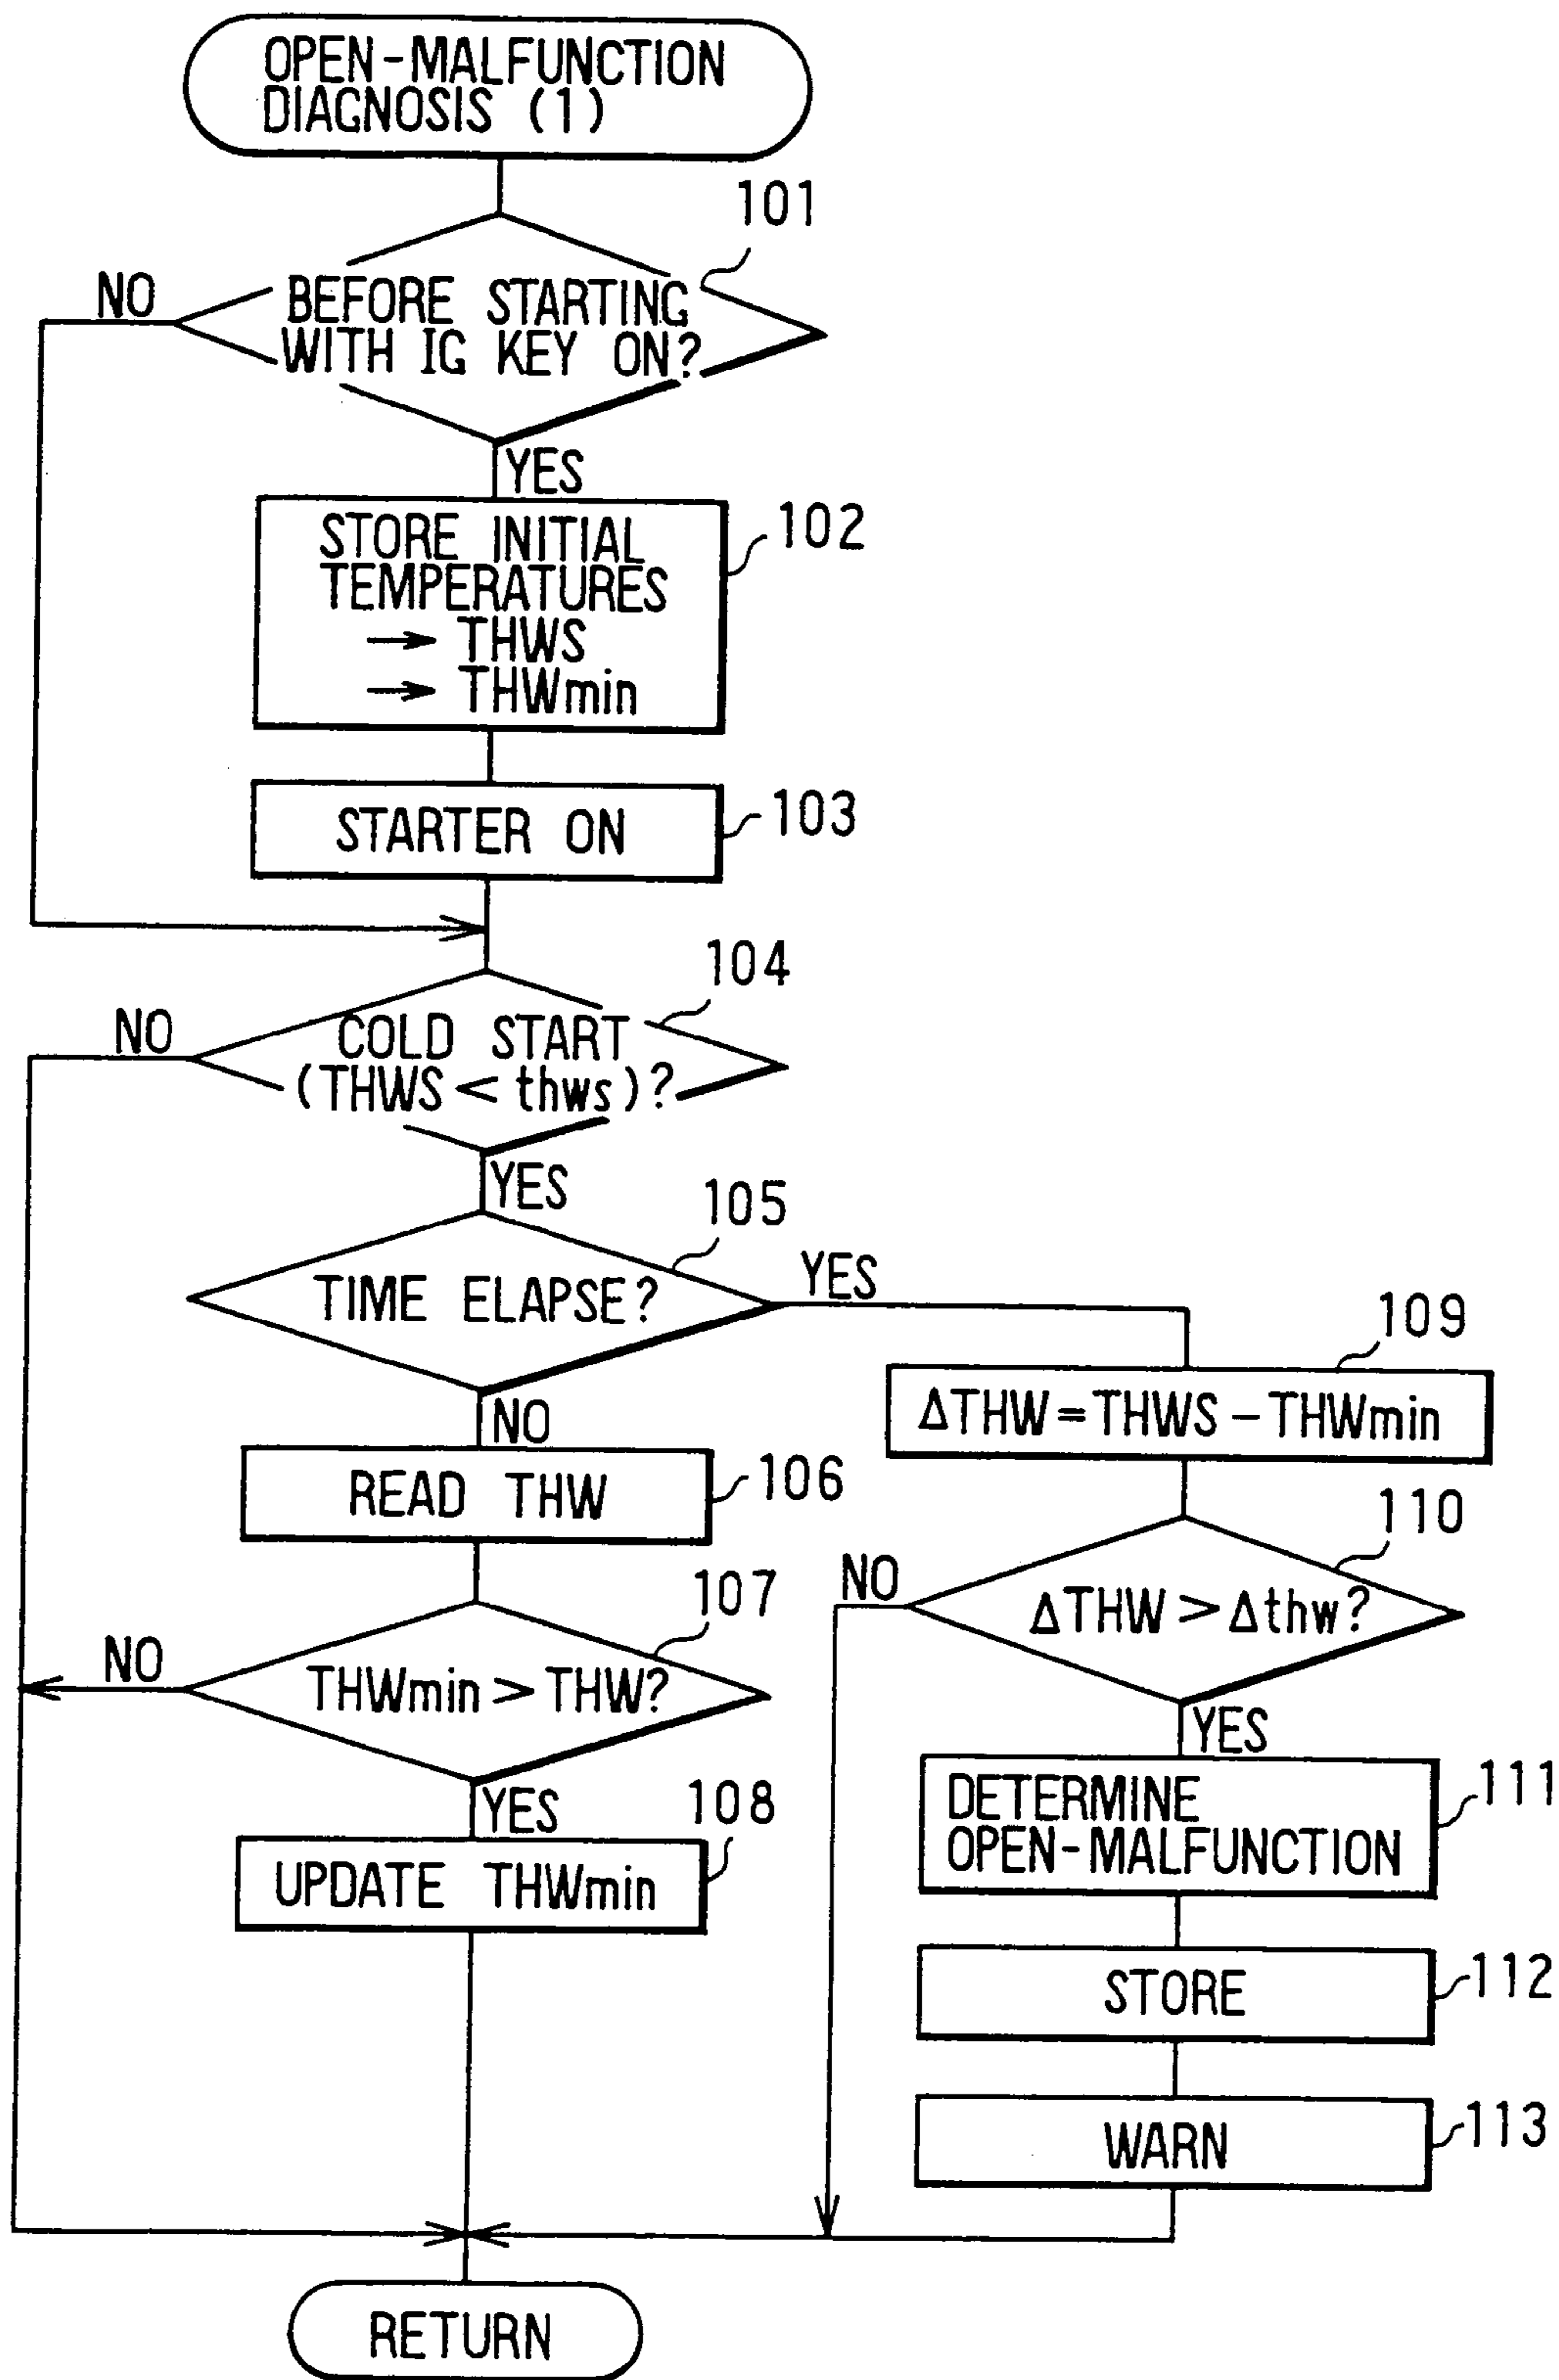 OPEN-MALFUNCTION
DIAGNOSIS (1)
101
NO
BEFORE STARTING
WITH IG KEY ON?
YES
102
STORE INITIAL
TEMPERATURES
→ THWS
→ THWmin
STARTER ON
103
104
NO
COLD START
(THWS < thws)?
YES
105
TIME ELAPSE?
YES
109
ΔTHW = THWS - THWmin
NO
READ THW
106
110
NO
ΔTHW > Δthw?
107
NO
THWmin > THW?
YES
YES
108
UPDATE THWmin
DETERMINE
OPEN-MALFUNCTION
111
STORE
112
WARN
113
RETURN